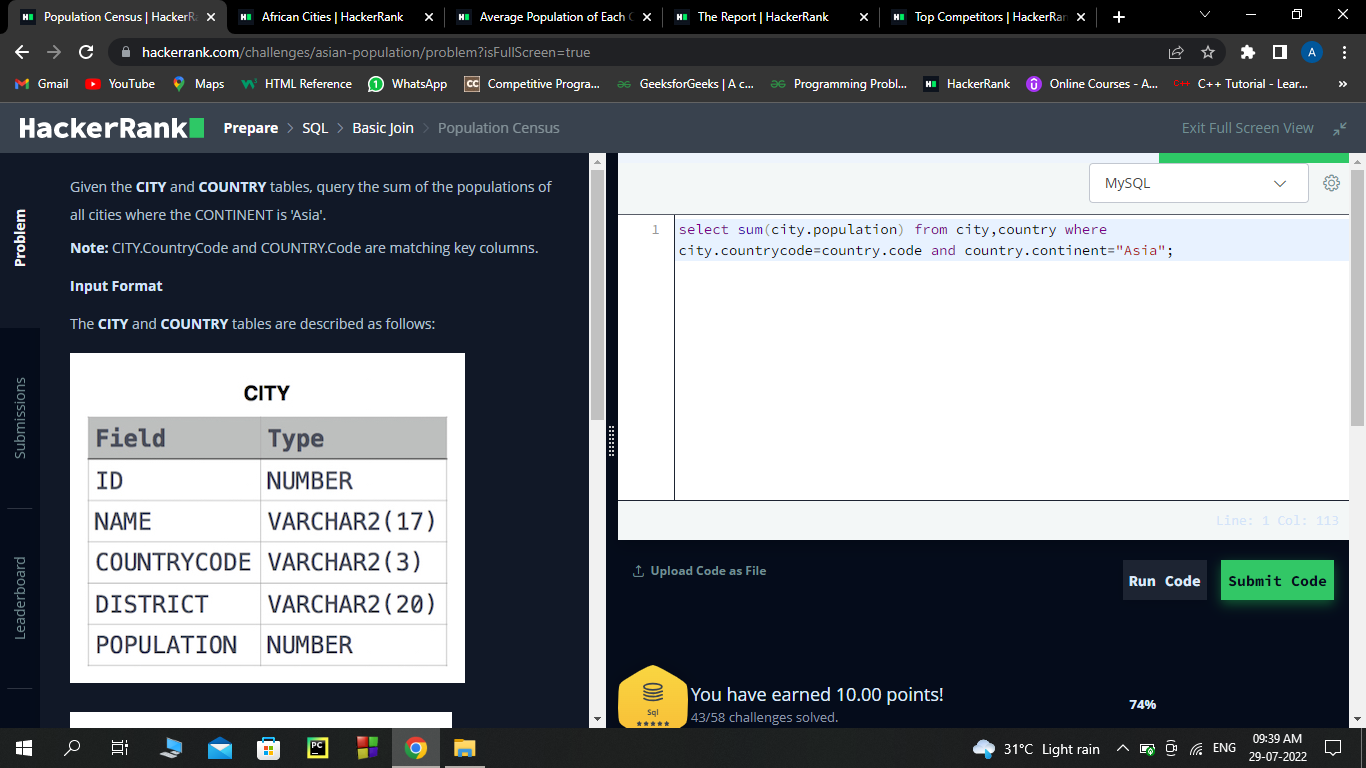 Population Census | HackerR
African Cities | HackerRank
Average Population of Each C
The Report | HackerRank
Top Competitors | HackerRan
hackerrank.com/challenges/asian-population/problem?isFullScreen=true
A
Gmail
YouTube
Maps
HTML Reference
WhatsApp
CC
Competitive Progra...
GeeksforGeeks | A c...
Programming Probl...
HackerRank
Online Courses - A...
C++ Tutorial - Lear...
HackerRank
Prepare > SQL > Basic Join > Population Census
Exit Full Screen View
Problem
Submissions
Leaderboard
Given the CITY and COUNTRY tables, query the sum of the populations of
all cities where the CONTINENT is 'Asia'.
Note: CITY.CountryCode and COUNTRY.Code are matching key columns.
Input Format
The CITY and COUNTRY tables are described as follows:
CITY
Field Type
ID NUMBER
NAME VARCHAR2(17)
COUNTRYCODE VARCHAR2(3)
DISTRICT VARCHAR2(20)
POPULATION NUMBER
MySQL
1 select sum(city.population) from city,country where
city.countrycode=country.code and country.continent="Asia";
Line: 1 Col: 113
Upload Code as File
Run Code
Submit Code
Sql
You have earned 10.00 points!
43/58 challenges solved.
74%
PC
31°C Light rain
ENG
09:39 AM
29-07-2022